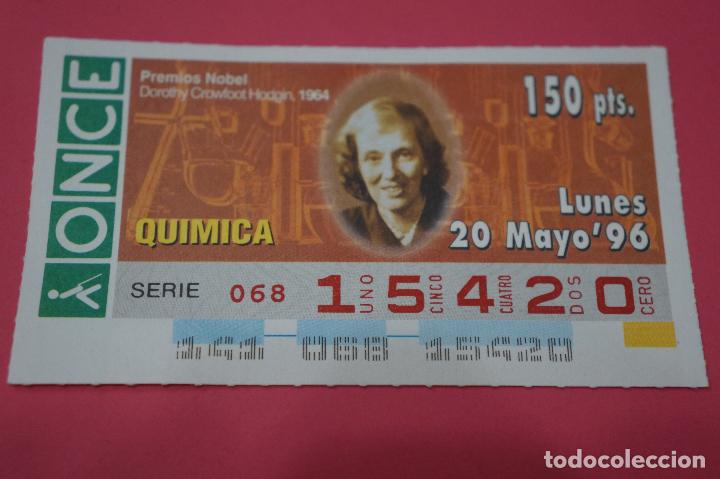 ONCE
Premios Nobel
Dorothy Crowfoot Hodgin, 1964
150 pts.
QUIMICA
Lunes
20 Mayo'96
SERIE 068 1 UNO 5 CINCO 4 CUATRO 2 DOS 0 CERO
141 068 15420
todocoleccion